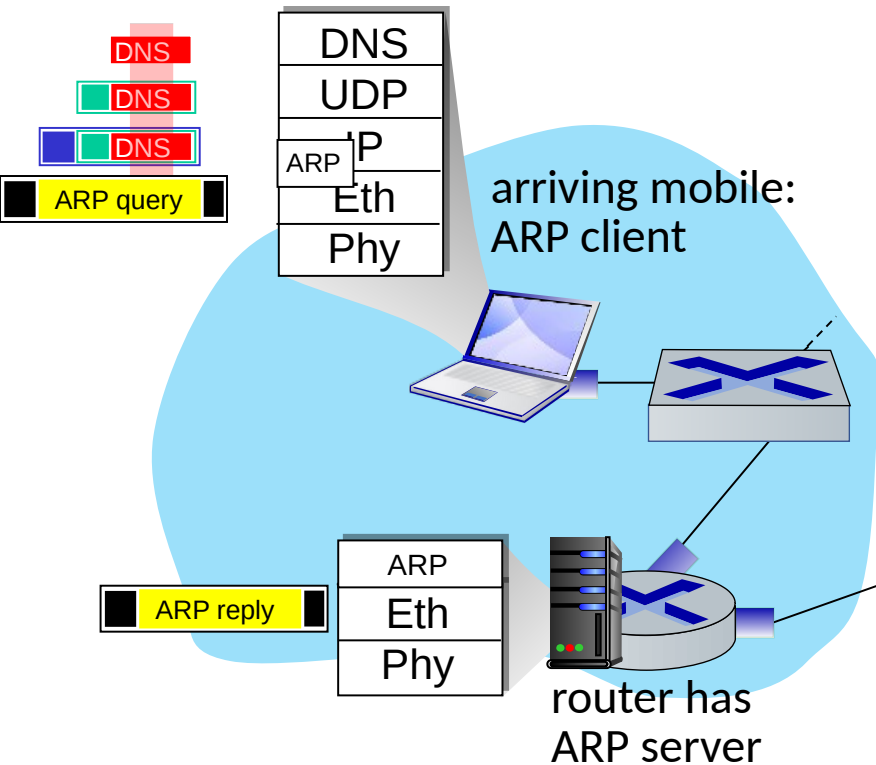 DNS
DNS
DNS
ARP query
DNS
UDP
IP
ARP
Eth
Phy
arriving mobile:
ARP client
ARP
Eth
Phy
ARP reply
router has
ARP server